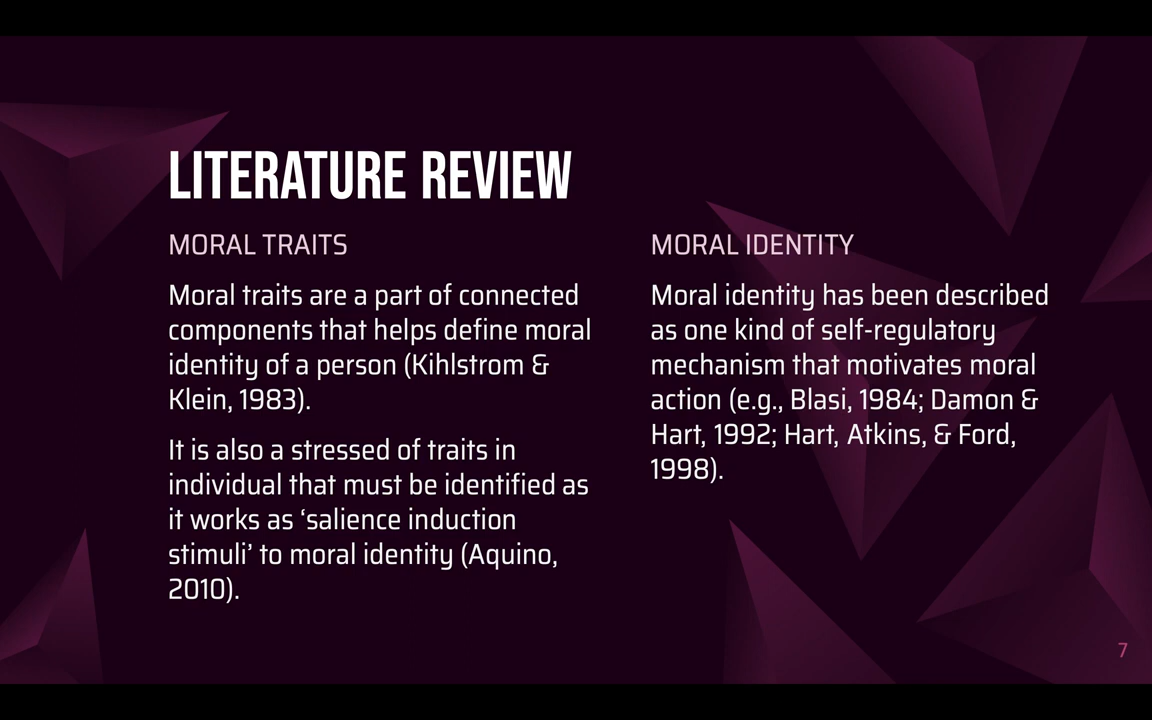 LITERATURE REVIEW
MORAL TRAITS
Moral traits are a part of connected
components that helps define moral
identity of a person (Kihlstrom &
Klein, 1983).
It is also a stressed of traits in
individual that must be identified as
it works as ‘salience induction
stimuli’ to moral identity (Aquino,
2010).
MORAL IDENTITY
Moral identity has been described
as one kind of self-regulatory
mechanism that motivates moral
action (e.g., Blasi, 1984; Damon &
Hart, 1992; Hart, Atkins, & Ford,
1998).
7